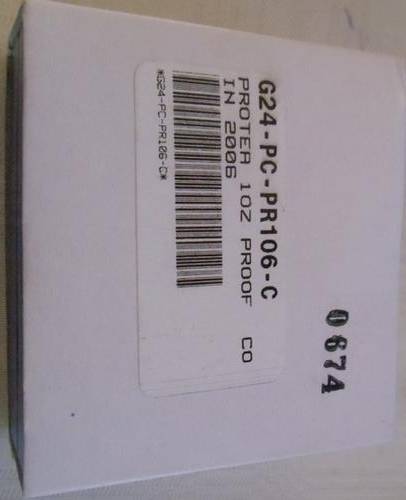 G24-PC-PR106-C
PROTEA 1OZ PROOF CO
IN 2006
*G24-PC-PR106-C*
0674